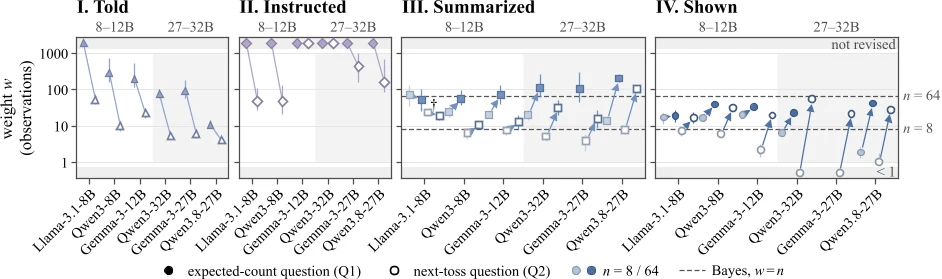 I. Told
II. Instructed
III. Summarized
IV. Shown
8–12B
27–32B
8–12B
27–32B
8–12B
27–32B
8–12B
27–32B
weight w
(observations)
1000
100
10
1
†
not revised
n = 64
n = 8
< 1
Llama-3.1-8B
Qwen3-8B
Gemma-3-12B
Qwen3-32B
Gemma-3-27B
Qwen3.8-27B
Llama-3.1-8B
Qwen3-8B
Gemma-3-12B
Qwen3-32B
Gemma-3-27B
Qwen3.8-27B
Llama-3.1-8B
Qwen3-8B
Gemma-3-12B
Qwen3-32B
Gemma-3-27B
Qwen3.8-27B
Llama-3.1-8B
Qwen3-8B
Gemma-3-12B
Qwen3-32B
Gemma-3-27B
Qwen3.8-27B
expected-count question (Q1)
next-toss question (Q2)
n = 8 / 64
Bayes, w=n